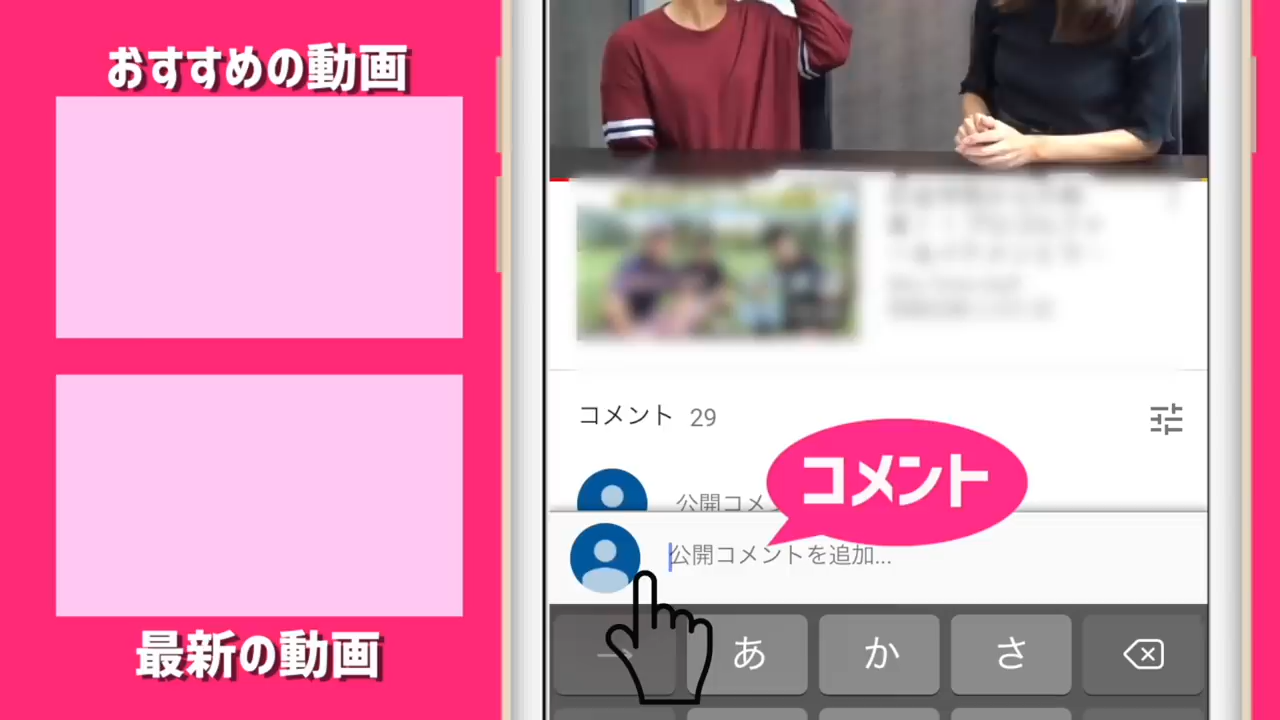 おすすめの動画
最新の動画
コメント 29
公開コメ
コメント
公開コメントを追加...
→ あ か さ